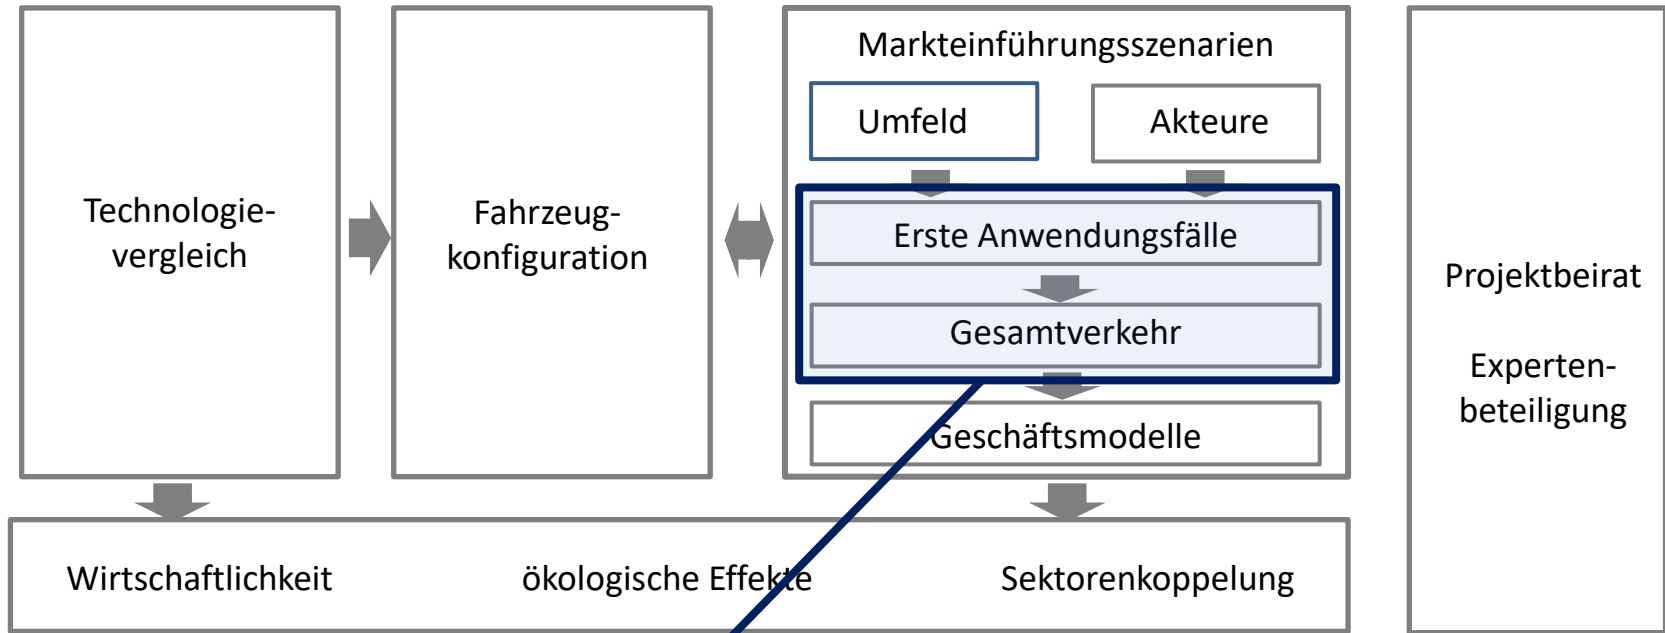 Technologie-
vergleich
Fahrzeug-
konfiguration
Markteinführungsszenarien
Umfeld
Akteure
Erste Anwendungsfälle
Gesamtverkehr
Geschäftsmodelle
Projektbeirat
Experten-
beteiligung
Wirtschaftlichkeit
ökologische Effekte
Sektorenkoppelung